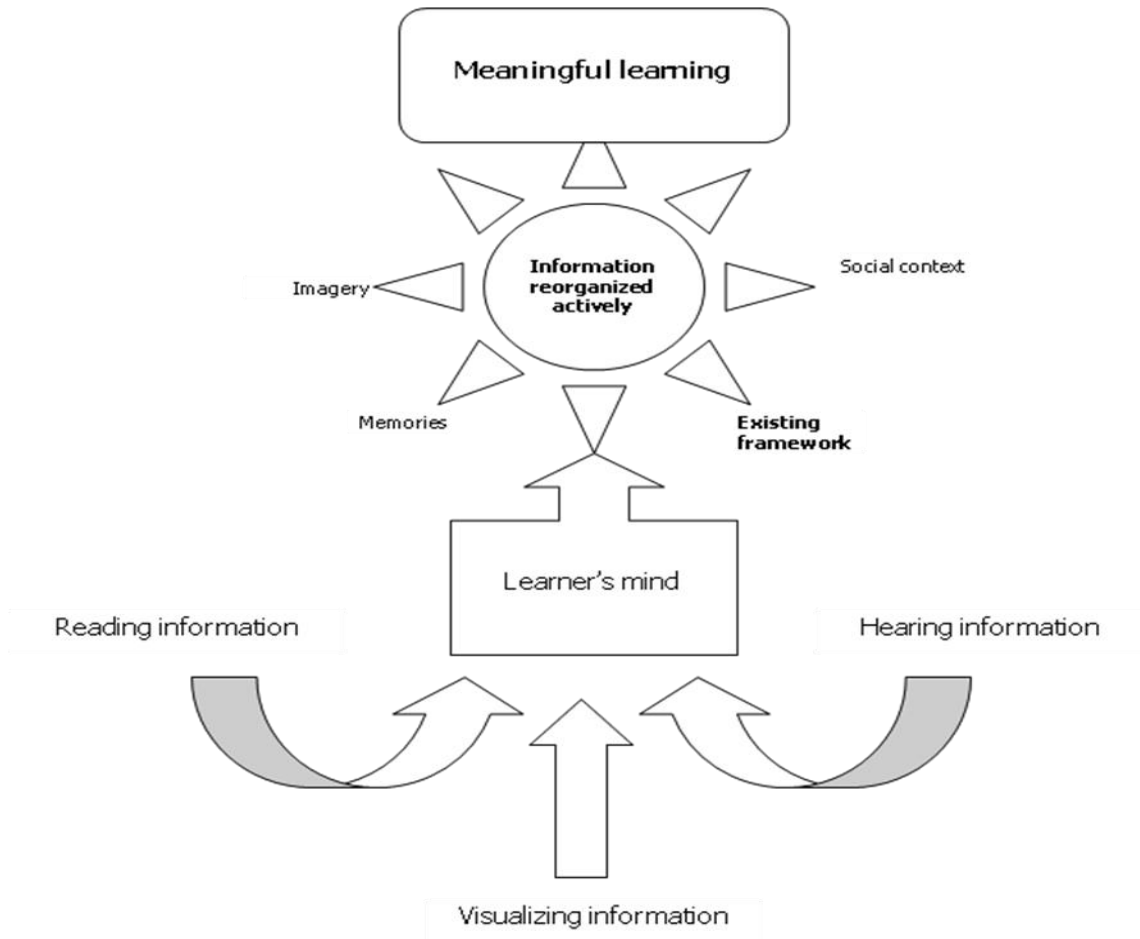 Meaningful learning
Information
reorganized
actively
Social context
Imagery
Memories
Existing
framework
Learner's mind
Reading information
Hearing information
Visualizing information